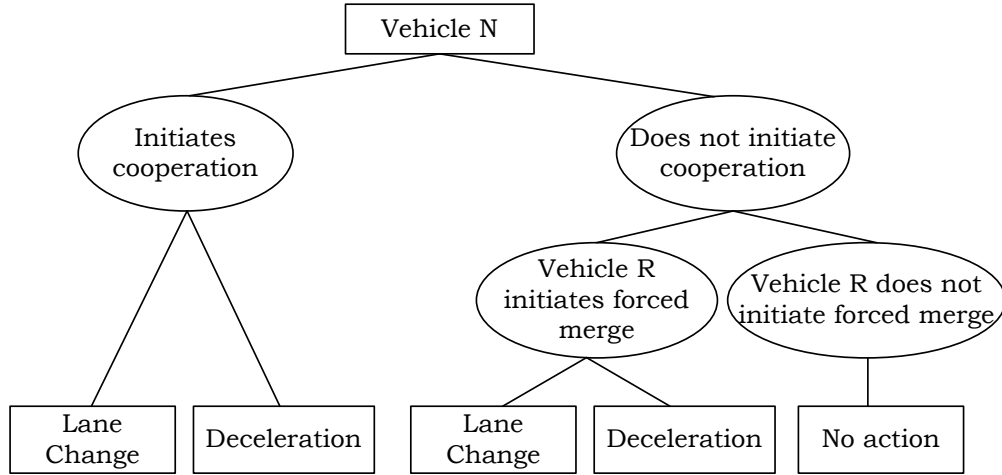 Vehicle N
Initiates
cooperation
Does not initiate
cooperation
Vehicle R
initiates forced
merge
Vehicle R does not
initiate forced merge
Lane
Change
Deceleration
Lane
Change
Deceleration
No action